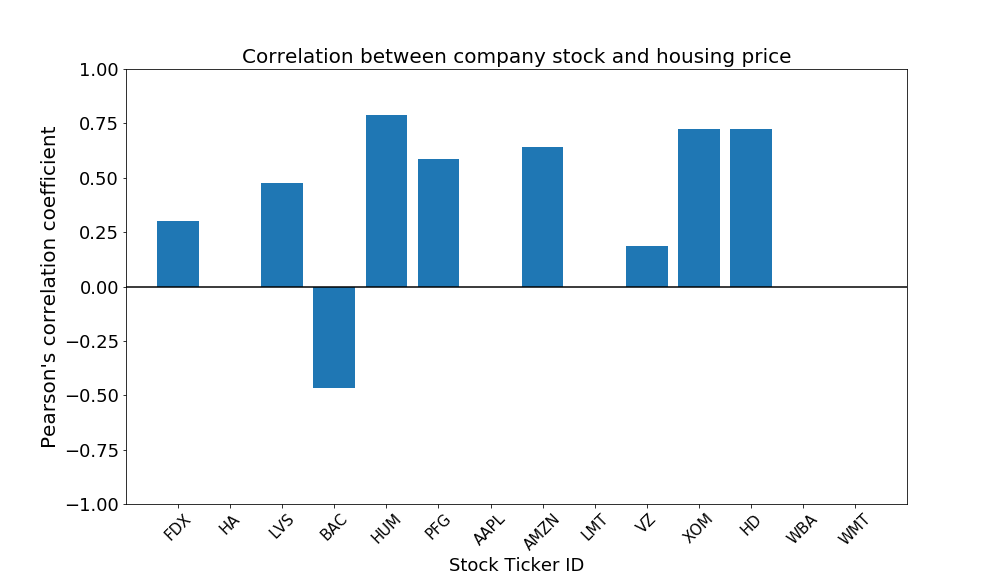 Correlation between company stock and housing price
Pearson's correlation coefficient
1.00
0.75
0.50
0.25
0.00
−0.25
−0.50
−0.75
−1.00
FDX
HA
LVS
BAC
HUM
PFG
AAPL
AMZN
LMT
VZ
XOM
HD
WBA
WMT
Stock Ticker ID